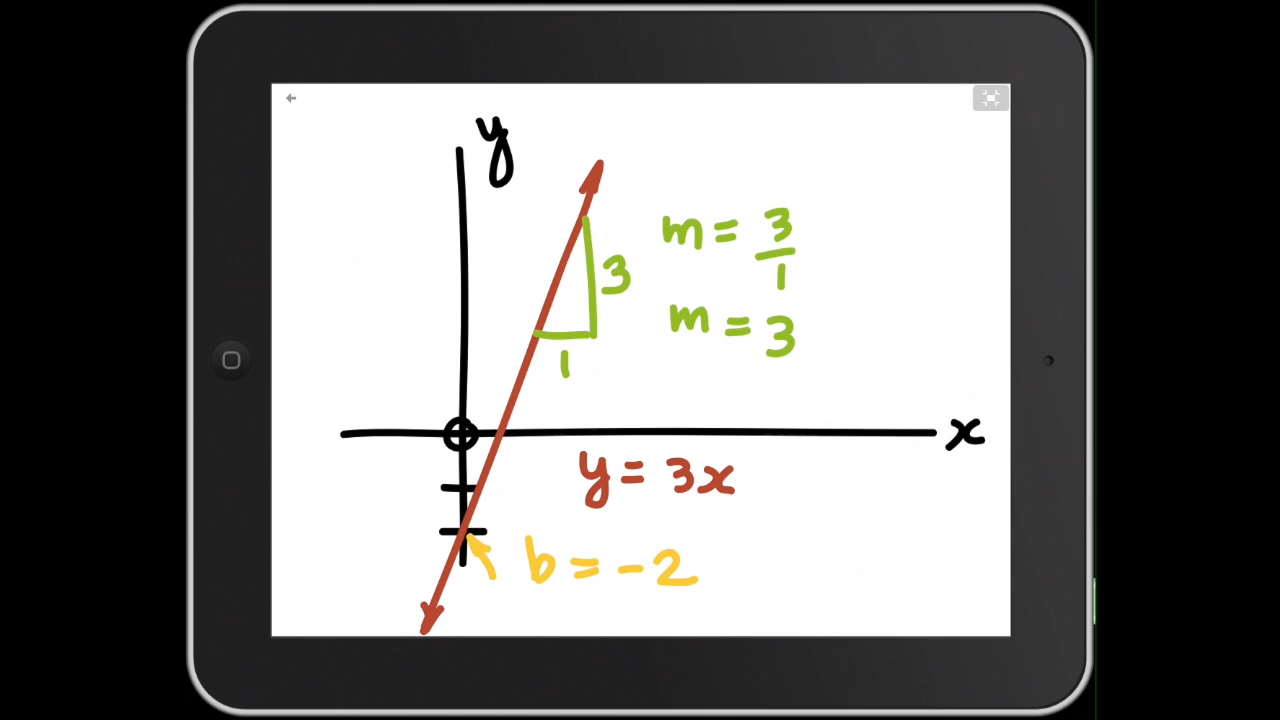 y
m = 3/1
3
m = 3
1
x
y = 3x
b = -2